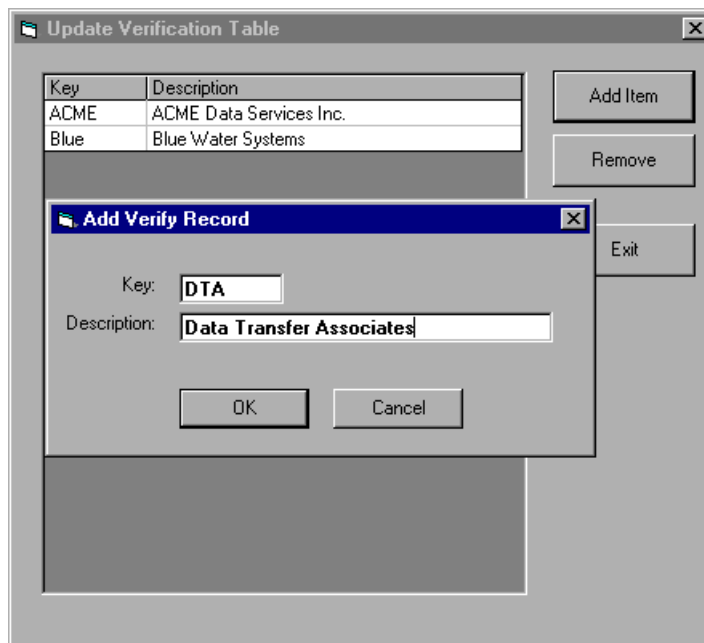 Update Verification Table
Key Description
ACME ACME Data Services Inc.
Blue Blue Water Systems
Add Item
Remove
Exit
Add Verify Record
Key: DTA
Description: Data Transfer Associates
OK Cancel